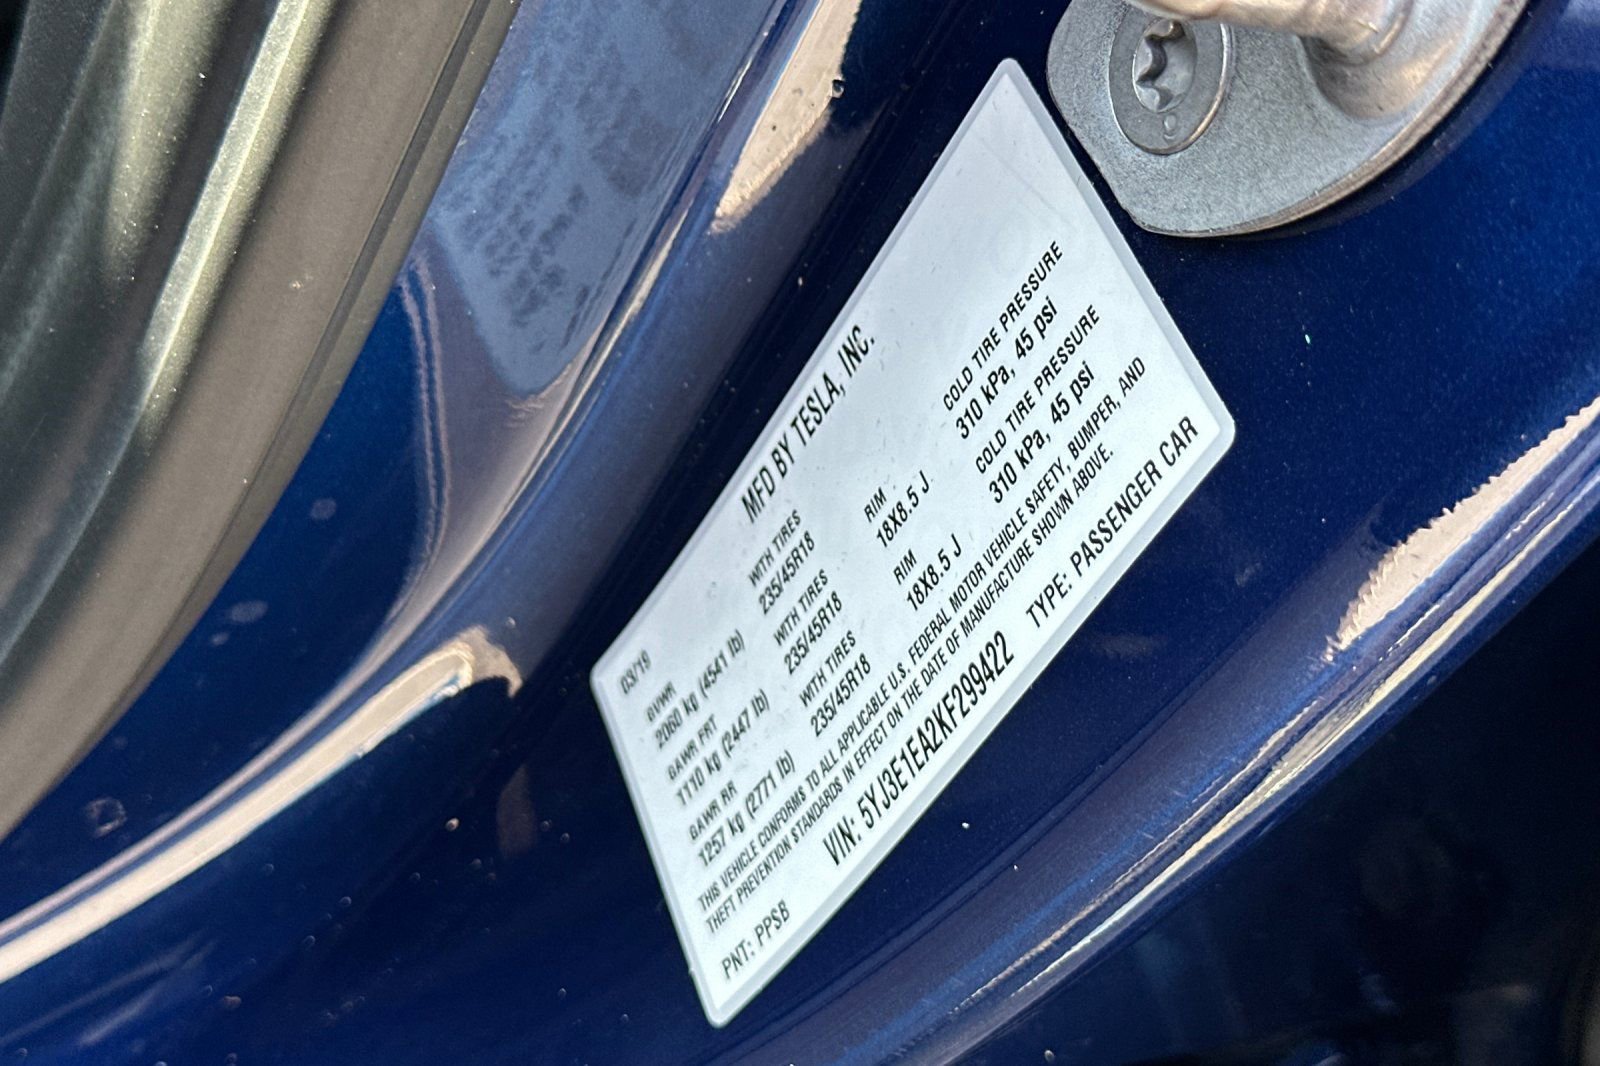 MFD BY TESLA, INC.
03/19
GVWR WITH TIRES
2060 kg (4541 lb) 235/45R18
GAWR FRT WITH TIRES RIM COLD TIRE PRESSURE
1110 kg (2447 lb) 235/45R18 18X8.5 J 310 kPa, 45 psi
GAWR RR WITH TIRES RIM COLD TIRE PRESSURE
1257 kg (2771 lb) 235/45R18 18X8.5 J 310 kPa, 45 psi
THIS VEHICLE CONFORMS TO ALL APPLICABLE U.S. FEDERAL MOTOR VEHICLE SAFETY, BUMPER, AND
THEFT PREVENTION STANDARDS IN EFFECT ON THE DATE OF MANUFACTURE SHOWN ABOVE.
PNT: PPSB VIN: 5YJ3E1EA2KF299422 TYPE: PASSENGER CAR